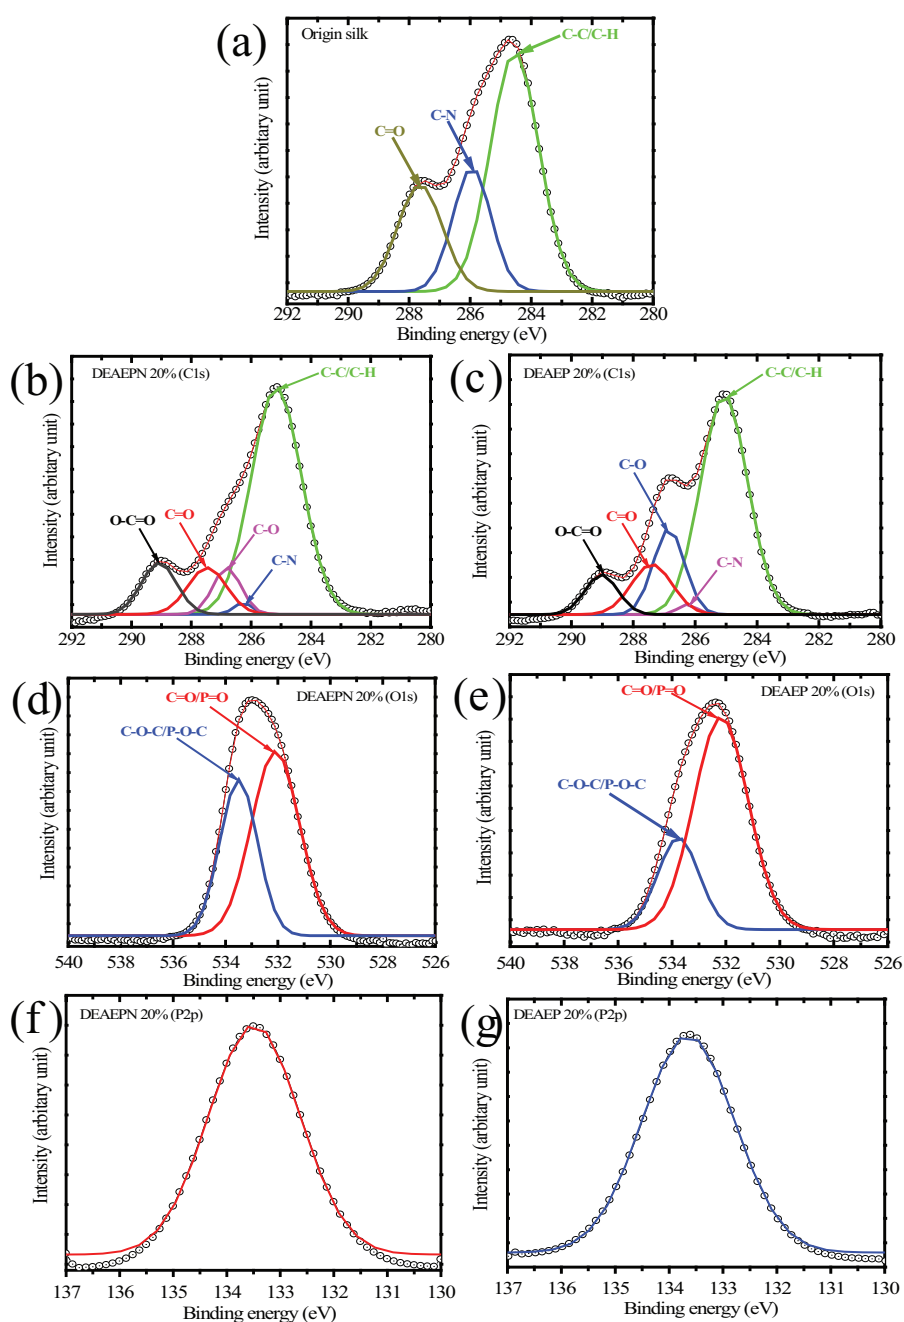 (a)
Origin silk
C-C/C-H
C-N
C=O
Intensity (arbitary unit)
292 290 288 286 284 282 280
Binding energy (eV)
(b)
DEAEPN 20% (C1s)
C-C/C-H
O-C=O
C=O
C-O
C-N
Intensity (arbitary unit)
292 290 288 286 284 282 280
Binding energy (eV)
(c)
DEAEP 20% (C1s)
C-C/C-H
C-O
C=O
O-C=O
C-N
Intensity (arbitary unit)
292 290 288 286 284 282 280
Binding energy (eV)
(d)
DEAEPN 20% (O1s)
C=O/P=O
C-O-C/P-O-C
Intensity (arbitary unit)
540 538 536 534 532 530 528 526
Binding energy (eV)
(e)
C=O/P=O
DEAEP 20% (O1s)
C-O-C/P-O-C
Intensity (arbitary unit)
540 538 536 534 532 530 528 526
Binding energy (eV)
(f)
DEAEPN 20% (P2p)
Intensity (arbitary unit)
137 136 135 134 133 132 131 130
Binding energy (eV)
(g)
DEAEP 20% (P2p)
Intensity (arbitary unit)
137 136 135 134 133 132 131 130
Binding energy (eV)